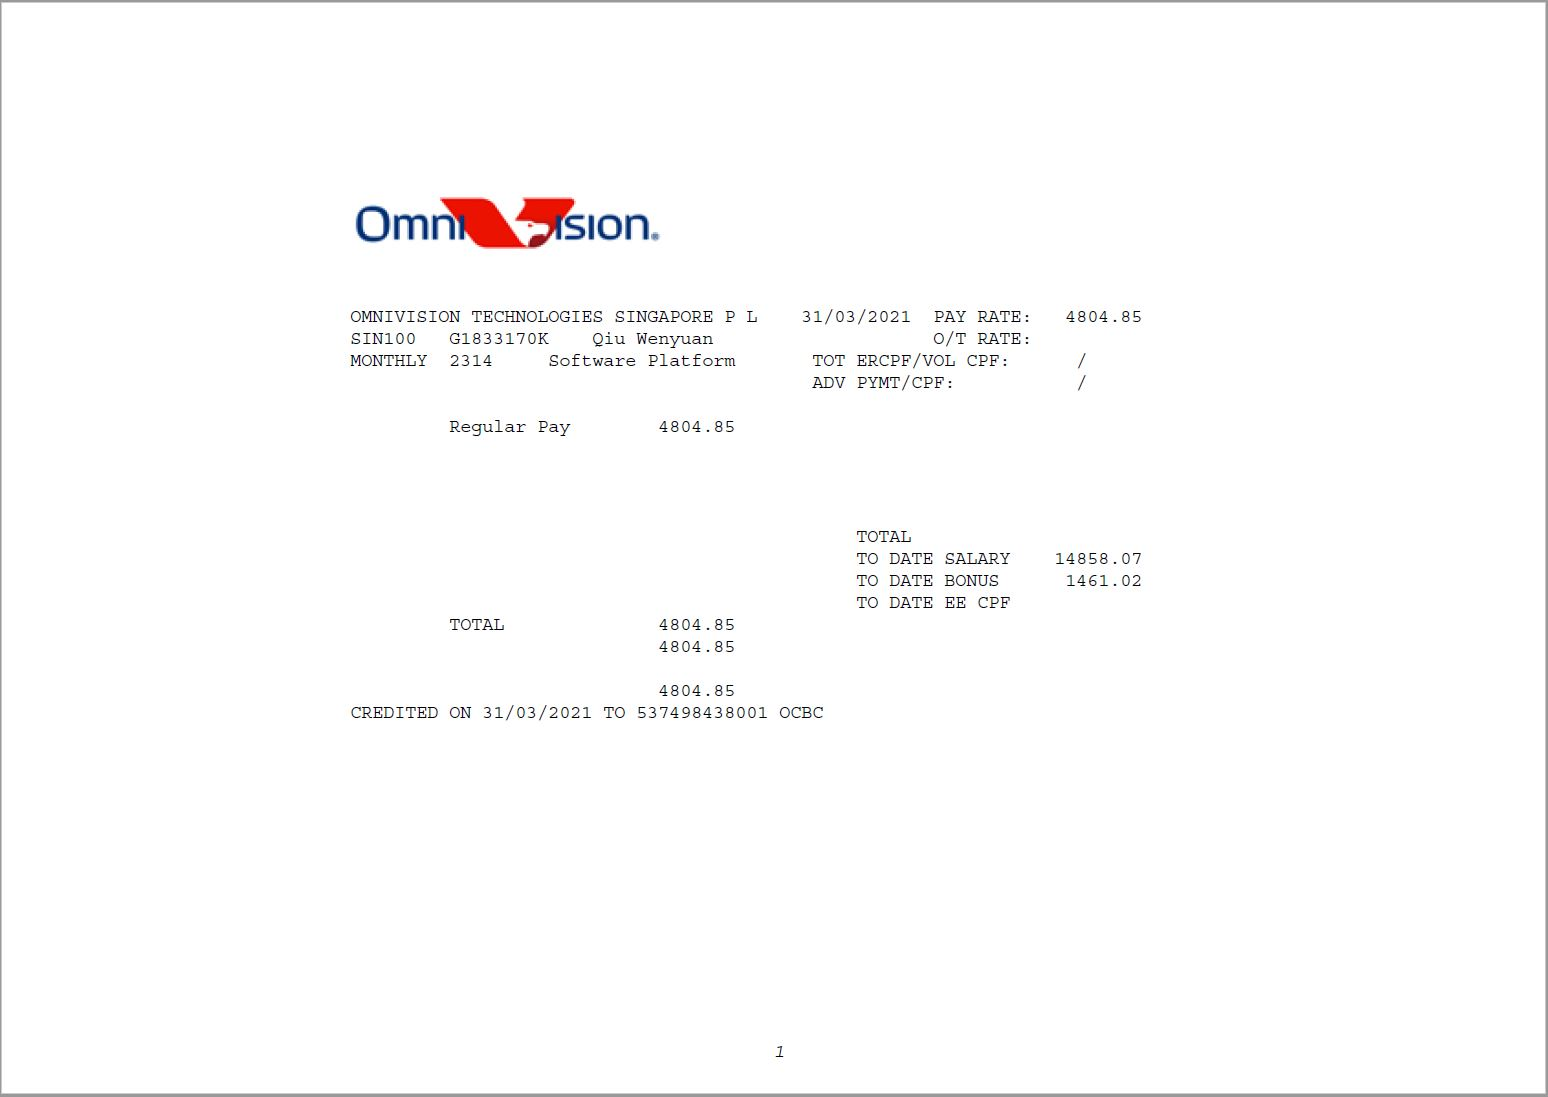 OmniVision®
OMNIVISION TECHNOLOGIES SINGAPORE P L 31/03/2021 PAY RATE: 4804.85
SIN100 G1833170K Qiu Wenyuan O/T RATE:
MONTHLY 2314 Software Platform TOT ERCPF/VOL CPF: /
ADV PYMT/CPF: /
Regular Pay 4804.85
TOTAL
TO DATE SALARY 14858.07
TO DATE BONUS 1461.02
TO DATE EE CPF
TOTAL 4804.85
4804.85
4804.85
CREDITED ON 31/03/2021 TO 537498438001 OCBC
1